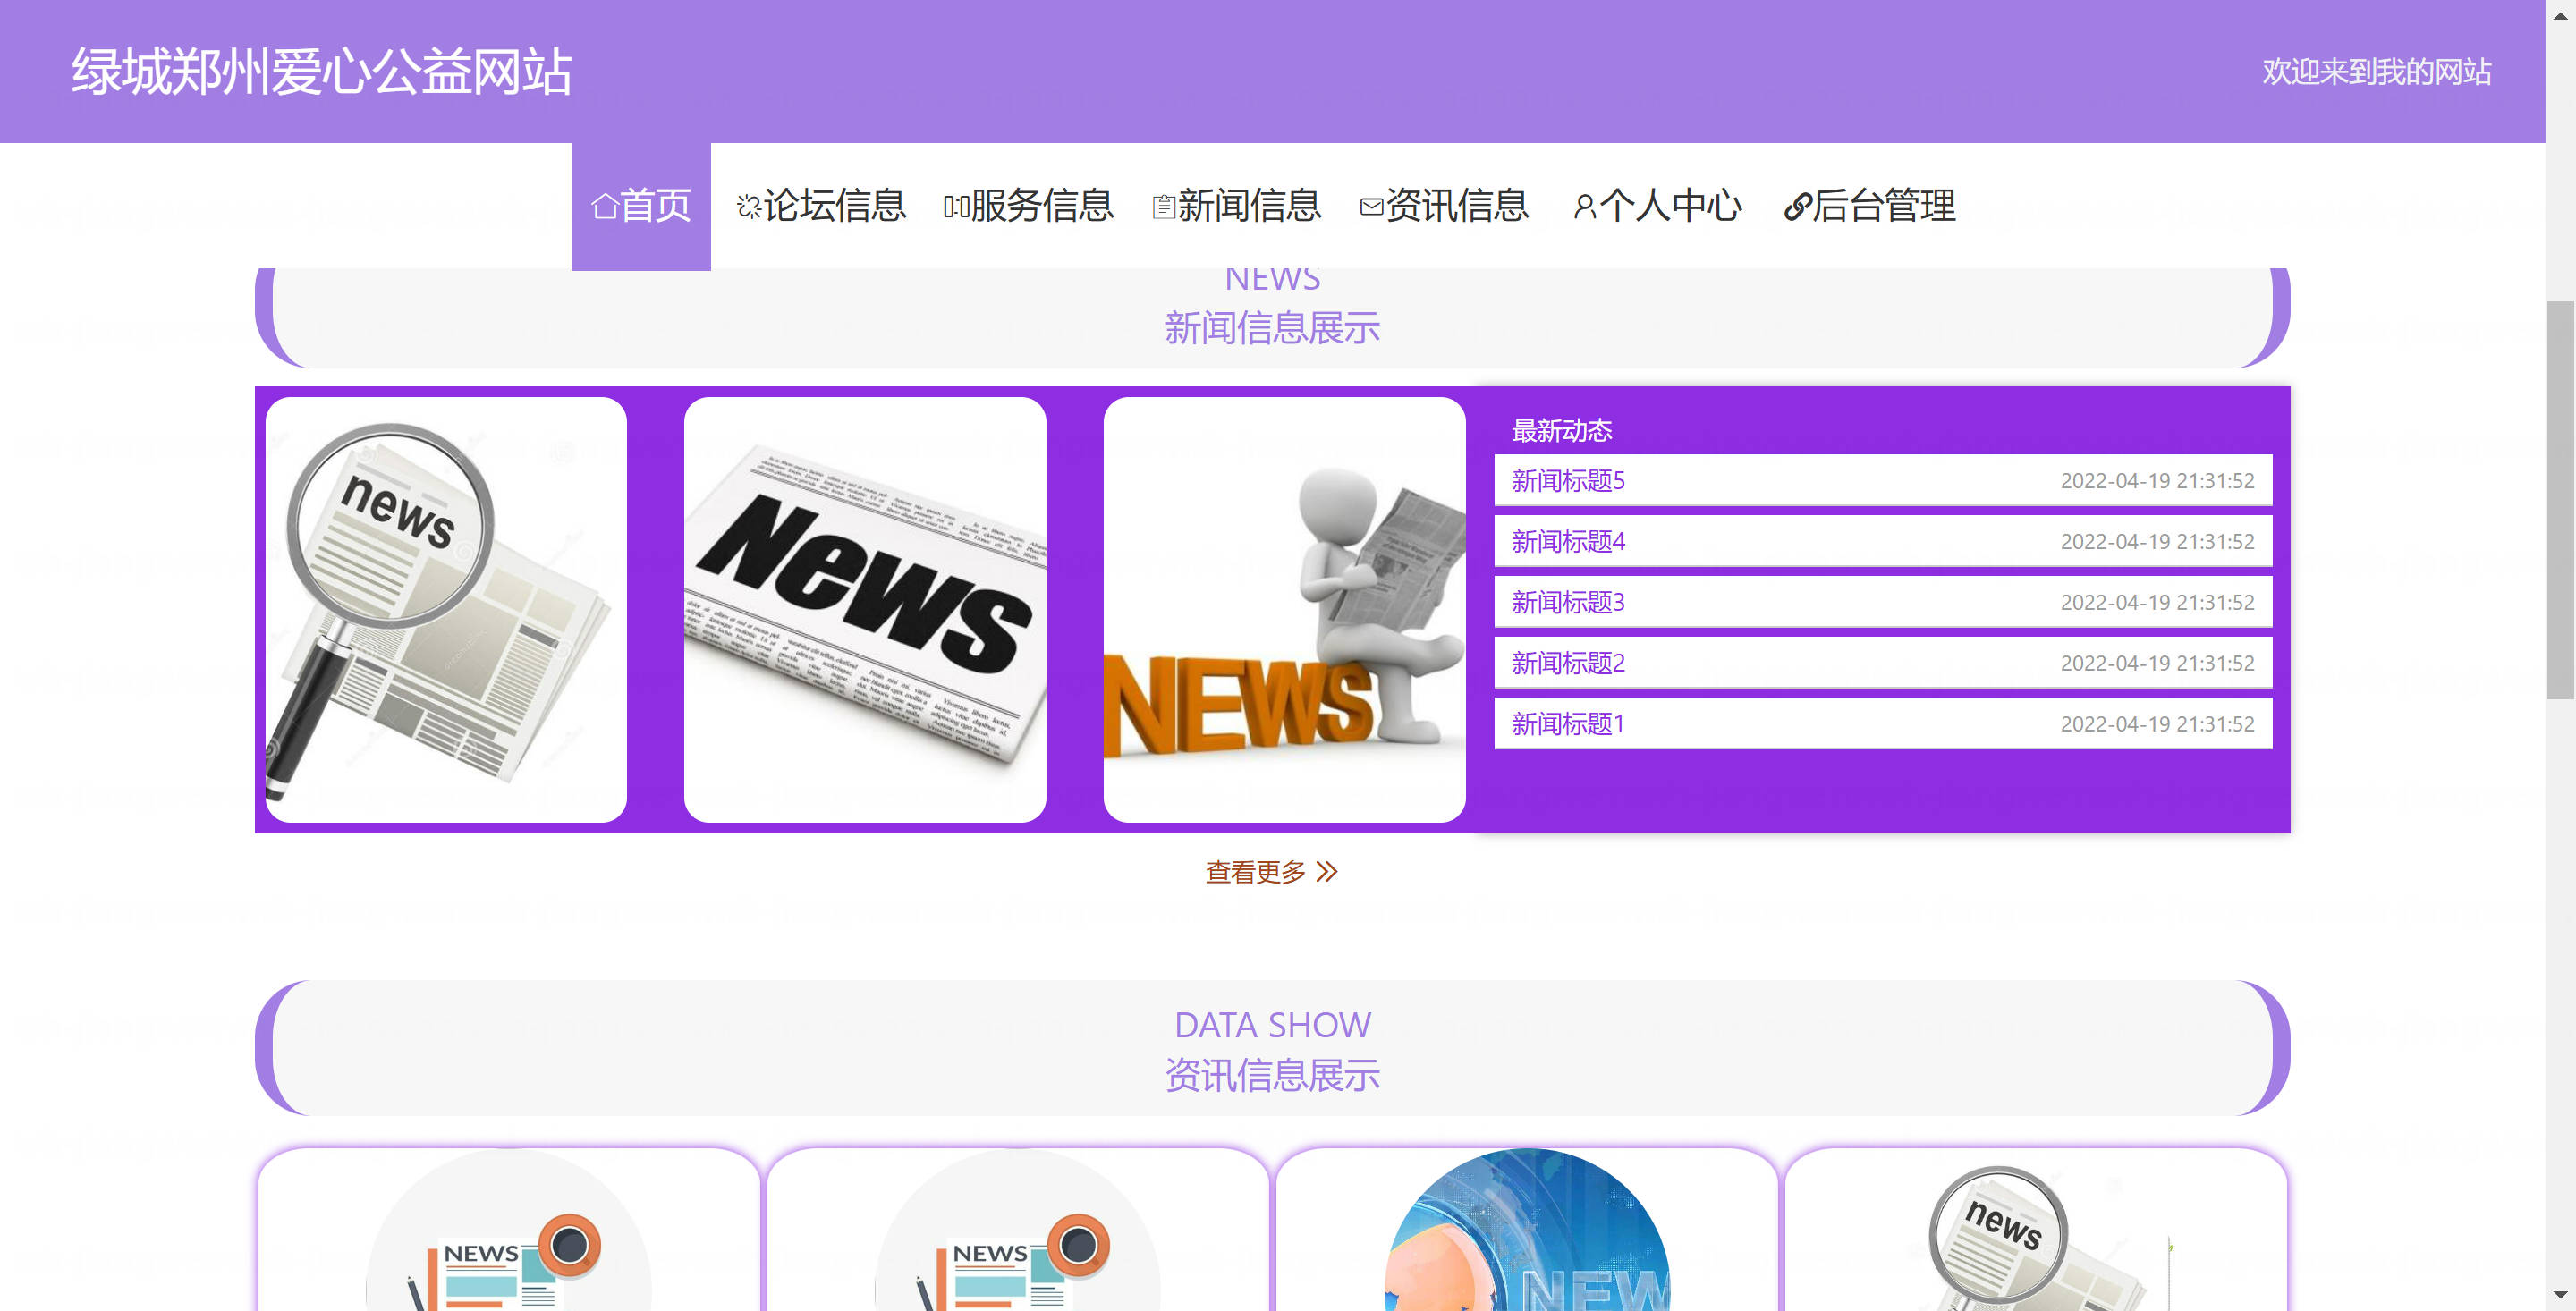 绿城郑州爱心公益网站
欢迎来到我的网站
首页
论坛信息
服务信息
新闻信息
资讯信息
个人中心
后台管理
NEWS
新闻信息展示
news
News
NEWS
最新动态
新闻标题5 2022-04-19 21:31:52
新闻标题4 2022-04-19 21:31:52
新闻标题3 2022-04-19 21:31:52
新闻标题2 2022-04-19 21:31:52
新闻标题1 2022-04-19 21:31:52
查看更多
DATA SHOW
资讯信息展示
NEWS
NEWS
NEW
news